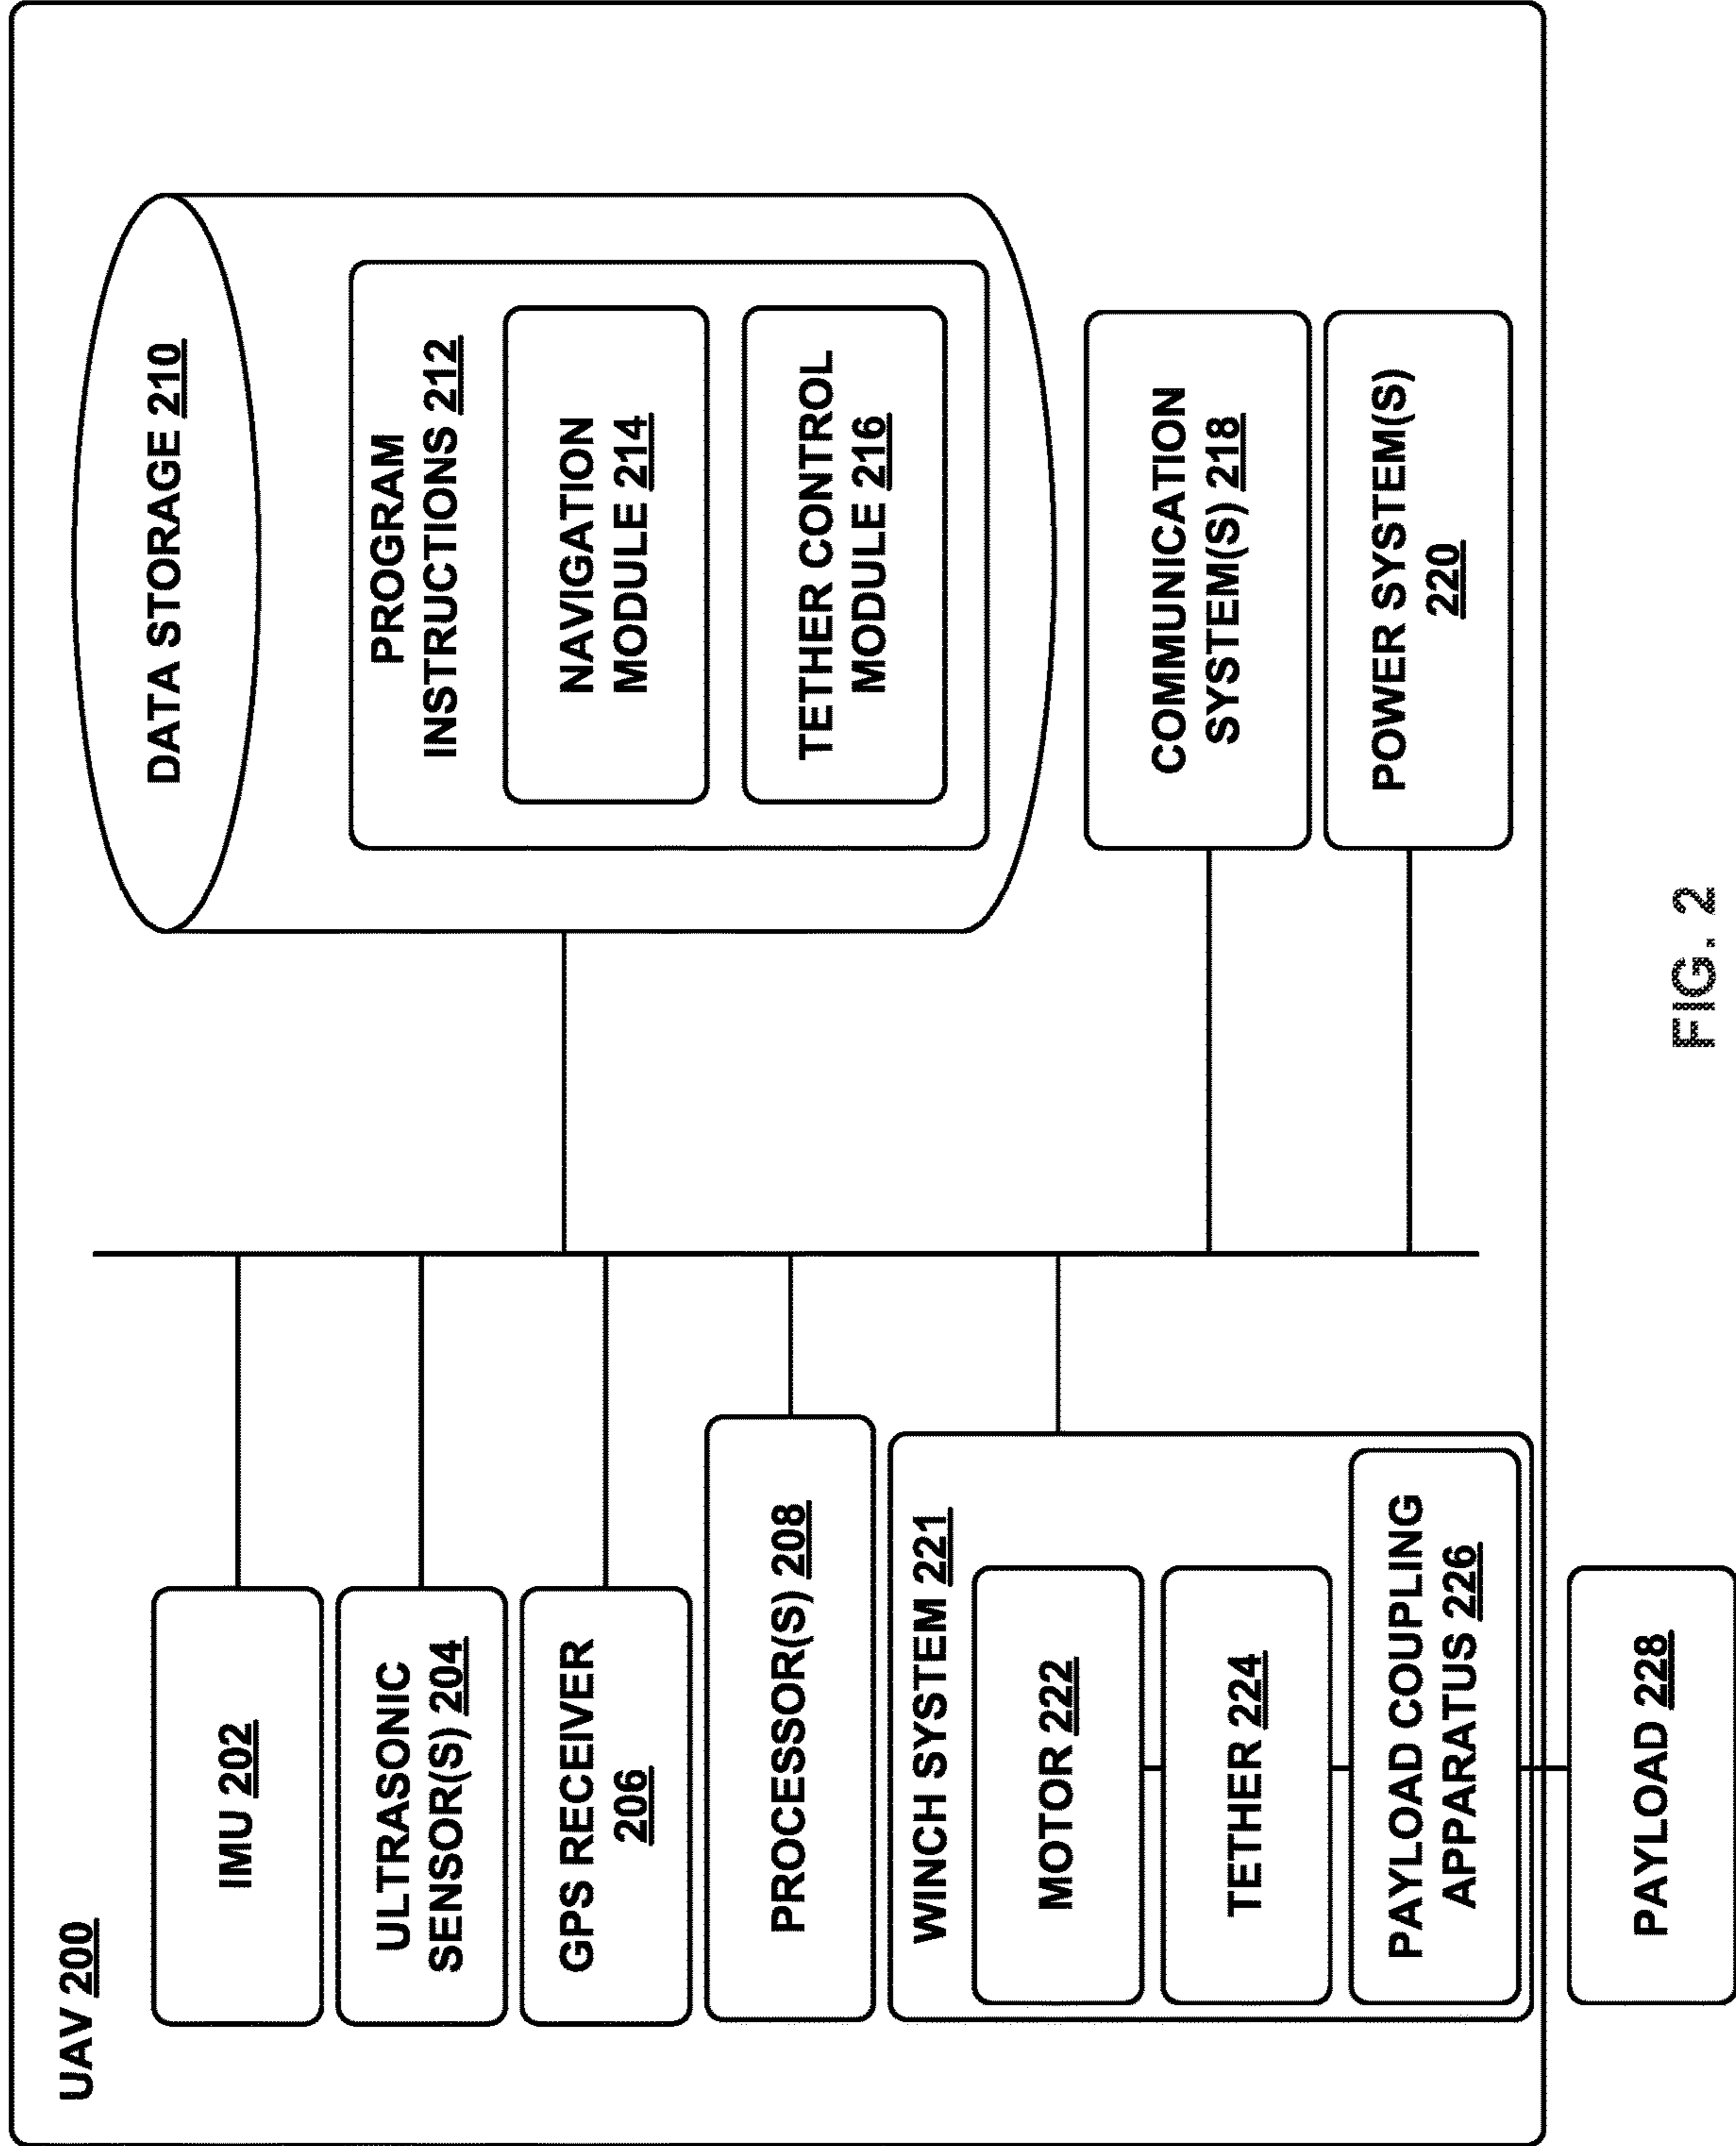 UAV 200
IMU 202
ULTRASONIC
SENSOR(S) 204
GPS RECEIVER
206
PROCESSOR(S) 208
WINCH SYSTEM 221
MOTOR 222
TETHER 224
PAYLOAD COUPLING
APPARATUS 226
PAYLOAD 228
DATA STORAGE 210
PROGRAM
INSTRUCTIONS 212
NAVIGATION
MODULE 214
TETHER CONTROL
MODULE 216
COMMUNICATION
SYSTEM(S) 218
POWER SYSTEM(S)
220
FIG. 2